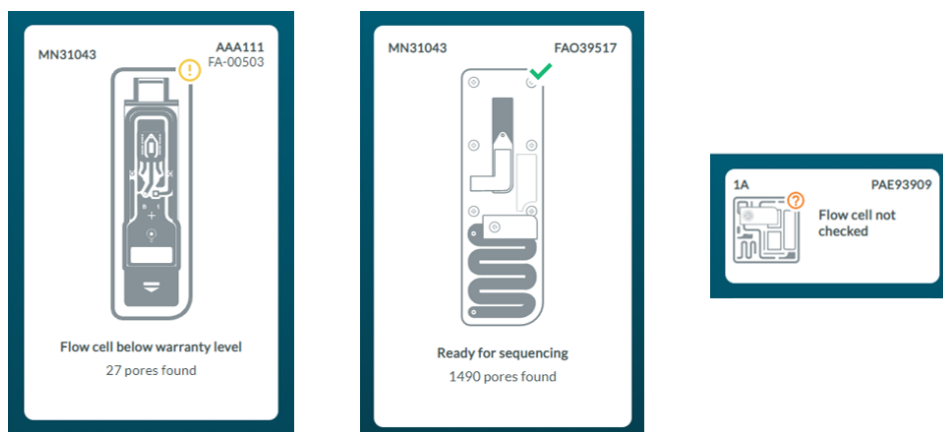 MN31043
AAA111
FA-00503
Flow cell below warranty level
27 pores found
MN31043
FAO39517
Ready for sequencing
1490 pores found
1A
PAE93909
Flow cell not
checked